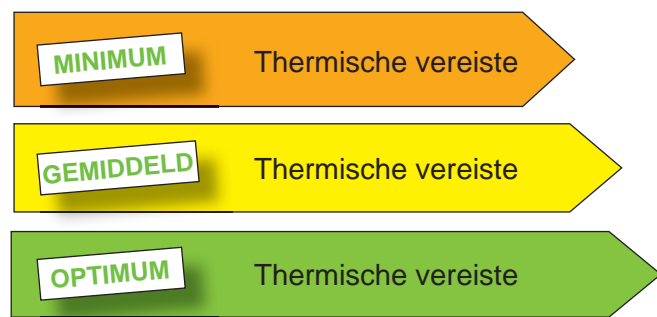 MINIMUM Thermische vereiste
GEMIDDELD Thermische vereiste
OPTIMUM Thermische vereiste